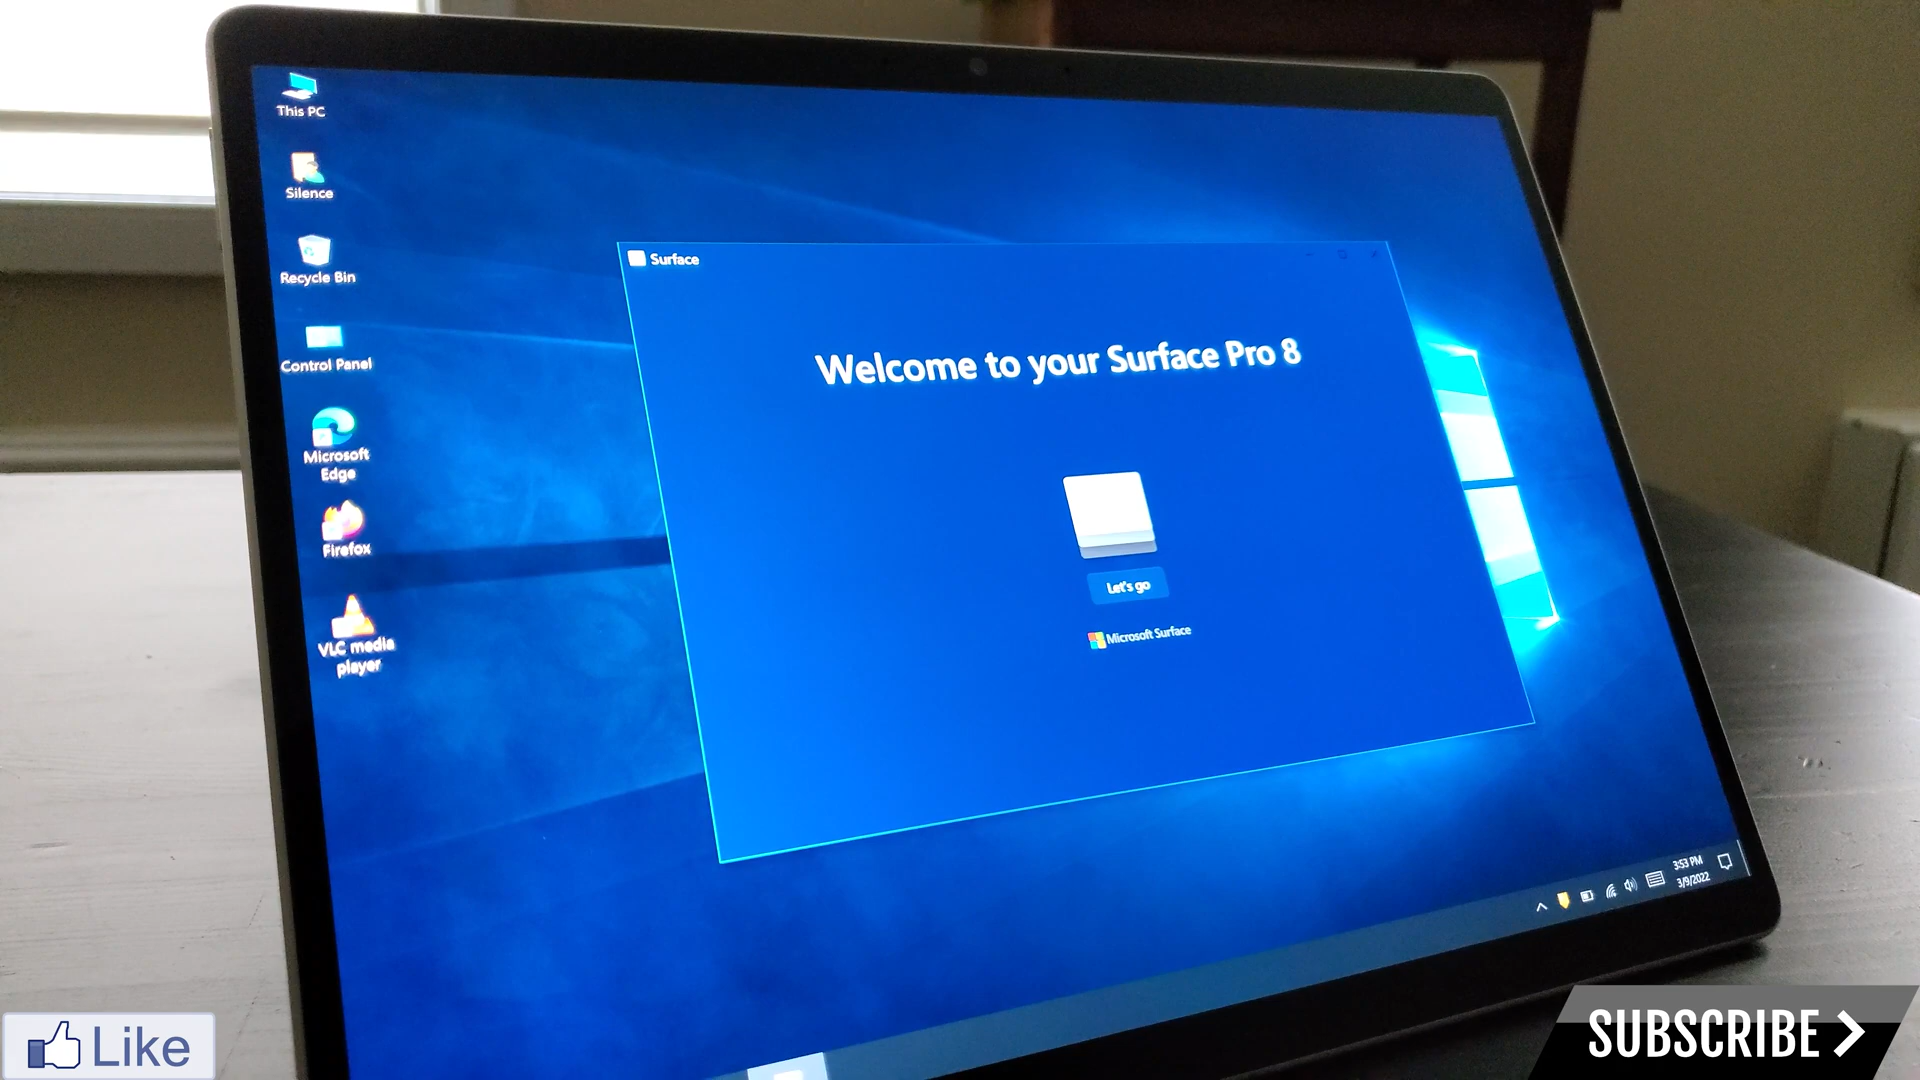 This PC
Silence
Recycle Bin
Control Panel
Microsoft
Edge
Firefox
VLC media
player
Surface
Welcome to your Surface Pro 8
Let's go
Microsoft Surface
3:53 PM
3/9/2022
Like
SUBSCRIBE